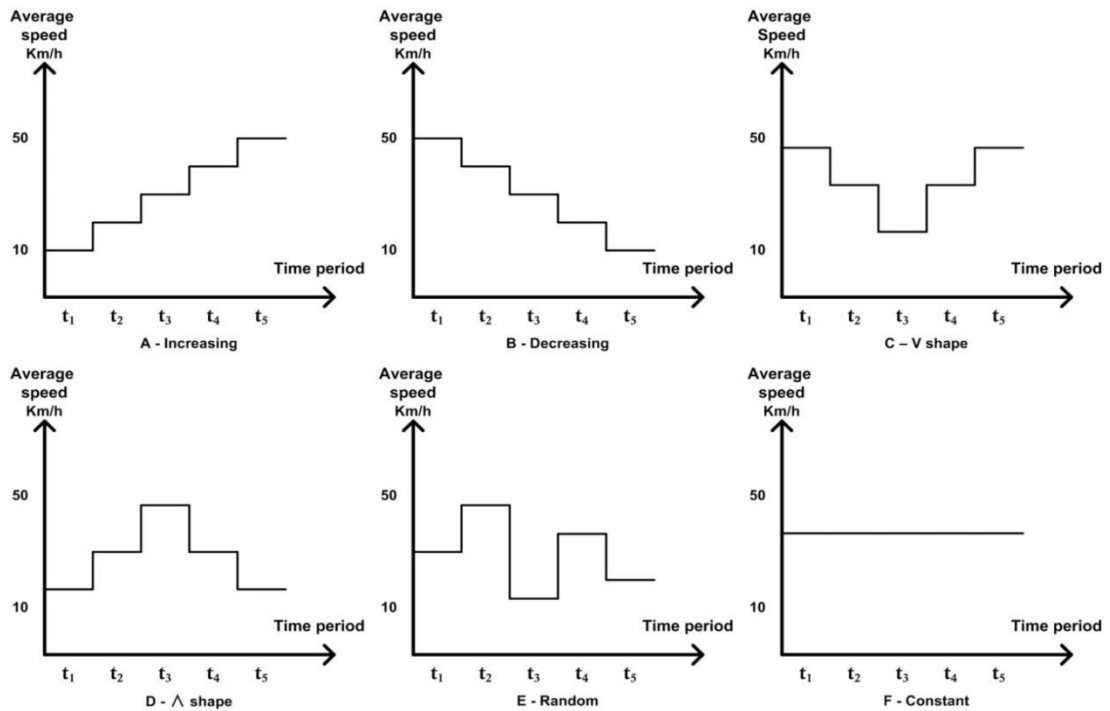 Average
speed
Km/h
50
10
Time period
t1 t2 t3 t4 t5
A - Increasing
Average
speed
Km/h
50
10
Time period
t1 t2 t3 t4 t5
B - Decreasing
Average
Speed
Km/h
50
10
Time period
t1 t2 t3 t4 t5
C – V shape
Average
speed
Km/h
50
10
Time period
t1 t2 t3 t4 t5
D - Λ shape
Average
speed
Km/h
50
10
Time period
t1 t2 t3 t4 t5
E - Random
Average
speed
Km/h
50
10
Time period
t1 t2 t3 t4 t5
F - Constant